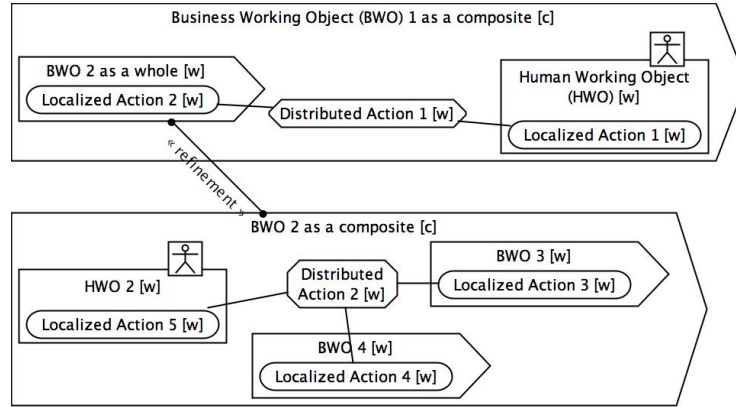 Business Working Object (BWO) 1 as a composite [c]
BWO 2 as a whole [w]
Localized Action 2 [w]
Distributed Action 1 [w]
Human Working Object
(HWO) [w]
Localized Action 1 [w]
« refinement »
BWO 2 as a composite [c]
HWO 2 [w]
Localized Action 5 [w]
Distributed
Action 2 [w]
BWO 3 [w]
Localized Action 3 [w]
BWO 4 [w]
Localized Action 4 [w]